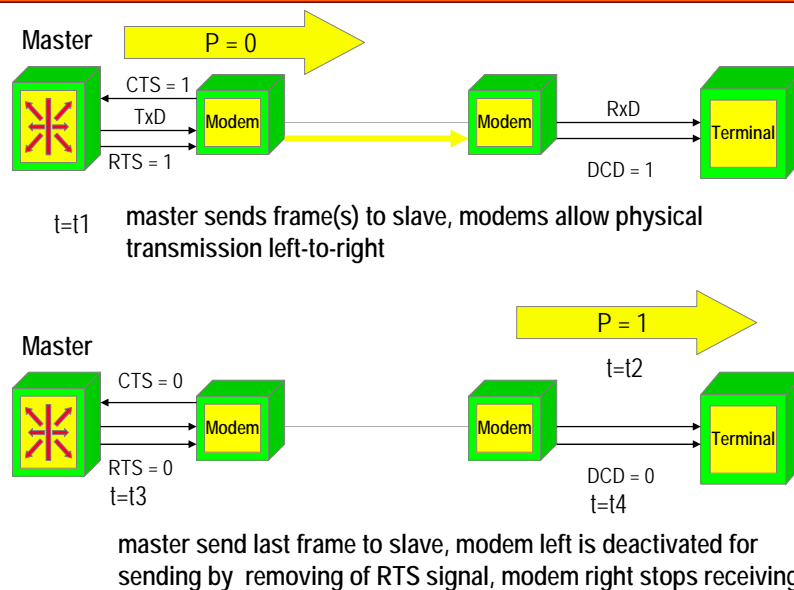 Master
P = 0
CTS = 1
TxD
RTS = 1
Modem
Modem
RxD
DCD = 1
Terminal
t=t1
master sends frame(s) to slave, modems allow physical
transmission left-to-right
P = 1
t=t2
Master
CTS = 0
RTS = 0
t=t3
Modem
Modem
DCD = 0
t=t4
Terminal
master send last frame to slave, modem left is deactivated for
sending by removing of RTS signal, modem right stops receiving